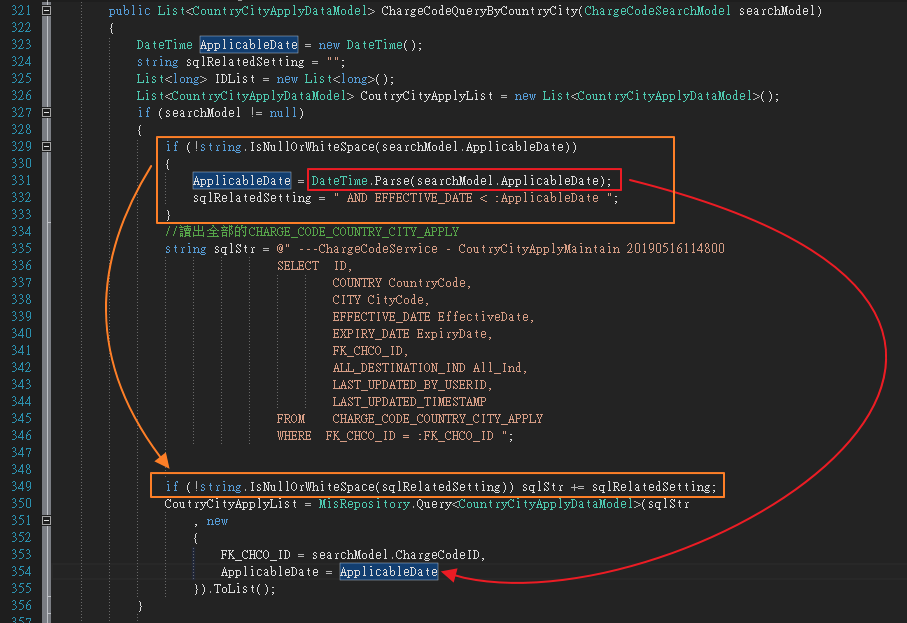 321 public List<CountryCityApplyDataModel> ChargeCodeQueryByCountryCity(ChargeCodeSearchModel searchModel)
322 {
323 DateTime ApplicableDate = new DateTime();
324 string sqlRelatedSetting = "";
325 List<long> IDList = new List<long>();
326 List<CountryCityApplyDataModel> CoutryCityApplyList = new List<CountryCityApplyDataModel>();
327 if (searchModel != null)
328 {
329 if (!string.IsNullOrWhiteSpace(searchModel.ApplicableDate))
330 {
331 ApplicableDate = DateTime.Parse(searchModel.ApplicableDate);
332 sqlRelatedSetting = " AND EFFECTIVE_DATE < :ApplicableDate ";
333 }
334 //讀出全部的CHARGE_CODE_COUNTRY_CITY_APPLY
335 string sqlStr = @" ---ChargeCodeService - CoutryCityApplyMaintain 20190516114800
336 SELECT ID,
337 COUNTRY CountryCode,
338 CITY CityCode,
339 EFFECTIVE_DATE EffectiveDate,
340 EXPIRY_DATE ExpiryDate,
341 FK_CHCO_ID,
342 ALL_DESTINATION_IND All_Ind,
343 LAST_UPDATED_BY_USERID,
344 LAST_UPDATED_TIMESTAMP
345 FROM CHARGE_CODE_COUNTRY_CITY_APPLY
346 WHERE FK_CHCO_ID = :FK_CHCO_ID ";
347
348
349 if (!string.IsNullOrWhiteSpace(sqlRelatedSetting)) sqlStr += sqlRelatedSetting;
350 CoutryCityApplyList = MisRepository.Query<CountryCityApplyDataModel>(sqlStr
351 , new
352 {
353 FK_CHCO_ID = searchModel.ChargeCodeID,
354 ApplicableDate = ApplicableDate
355 }).ToList();
356 }
357